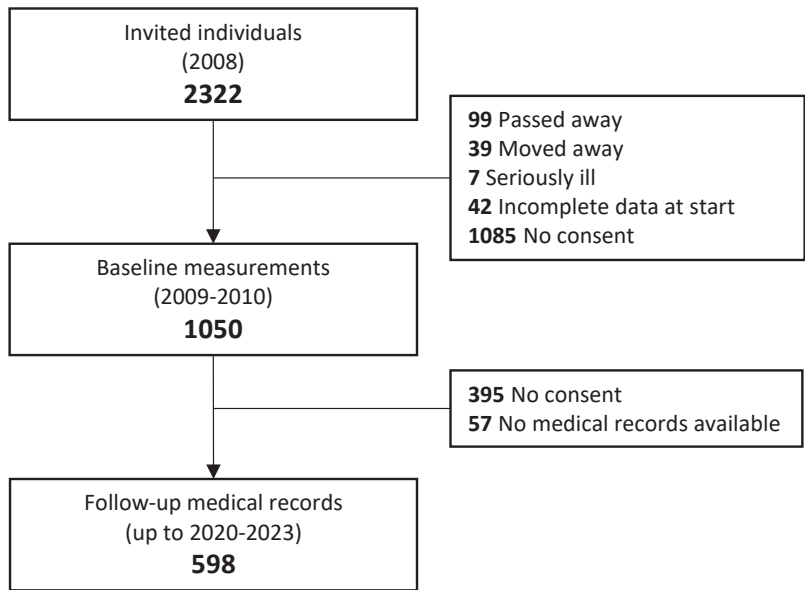 Invited individuals
(2008)
2322
99 Passed away
39 Moved away
7 Seriously ill
42 Incomplete data at start
1085 No consent
Baseline measurements
(2009-2010)
1050
395 No consent
57 No medical records available
Follow-up medical records
(up to 2020-2023)
598